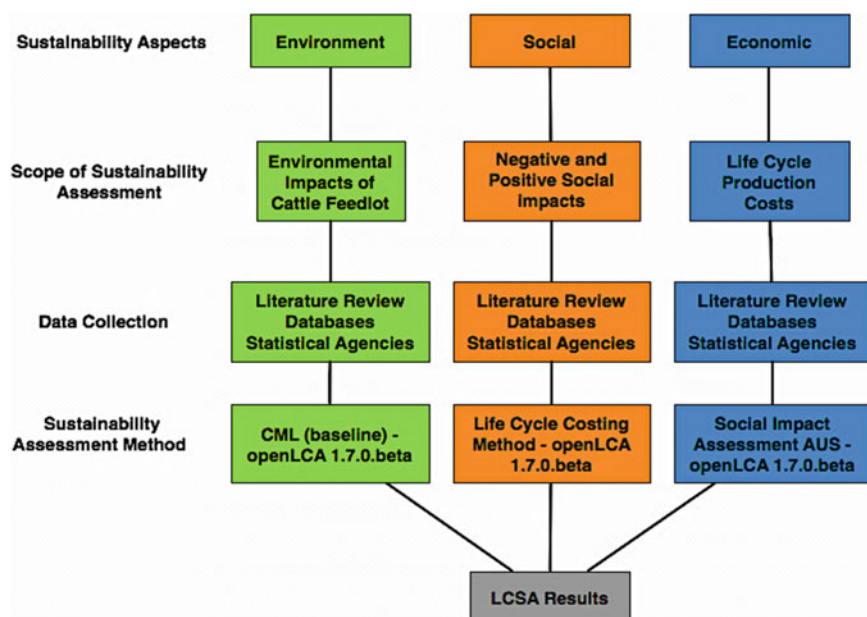 Sustainability Aspects
Environment
Social
Economic
Scope of Sustainability
Assessment
Environmental
Impacts of
Cattle Feedlot
Negative and
Positive Social
impacts
Life Cycle
Production
Costs
Data Collection
Literature Review
Databases
Statistical Agencies
Literature Review
Databases
Statistical Agencies
Literature Review
Databases
Statistical Agencies
Sustainability
Assessment Method
CML (baseline) -
openLCA 1.7.0.beta
Life Cycle Costing
Method - openLCA
1.7.0.beta
Social Impact
Assessment AUS -
openLCA 1.7.0.beta
LCSA Results